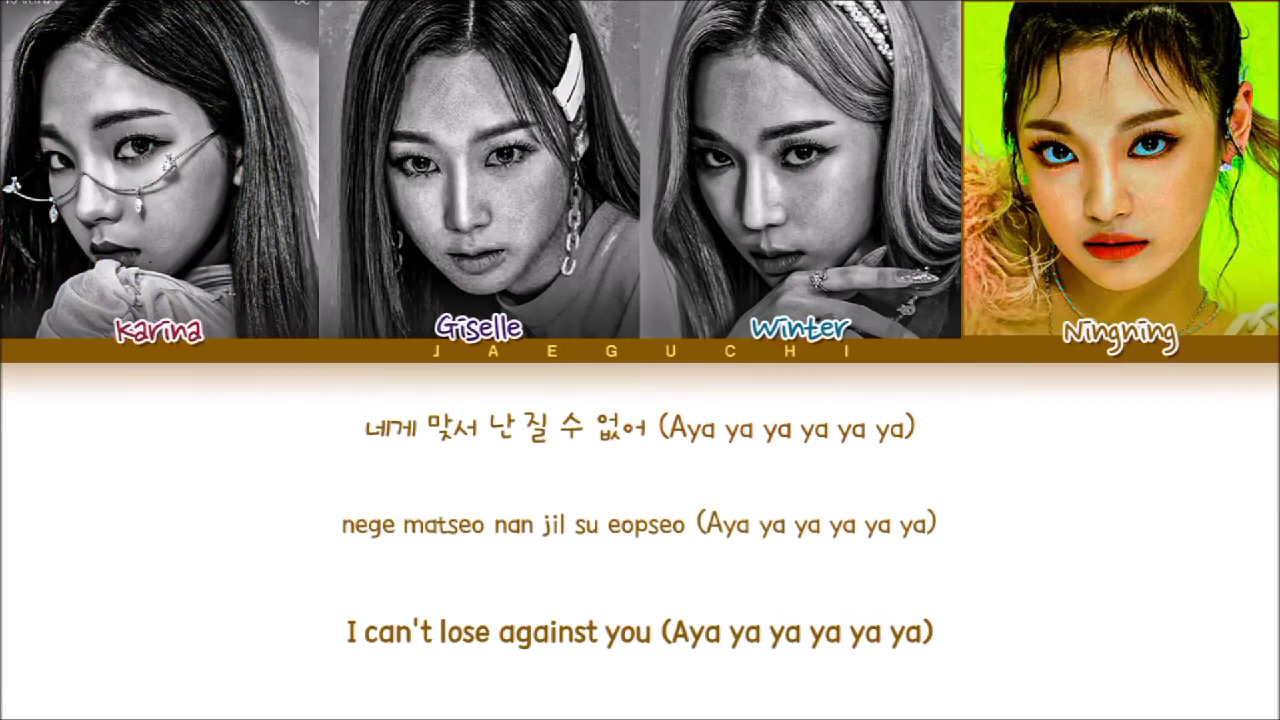 Karina
Giselle
Winter
Ningning
JAEGUCHI
네게 맞서 난 질 수 없어 (Aya ya ya ya ya ya)
nege matseo nan jil su eopseo (Aya ya ya ya ya ya)
I can't lose against you (Aya ya ya ya ya ya)